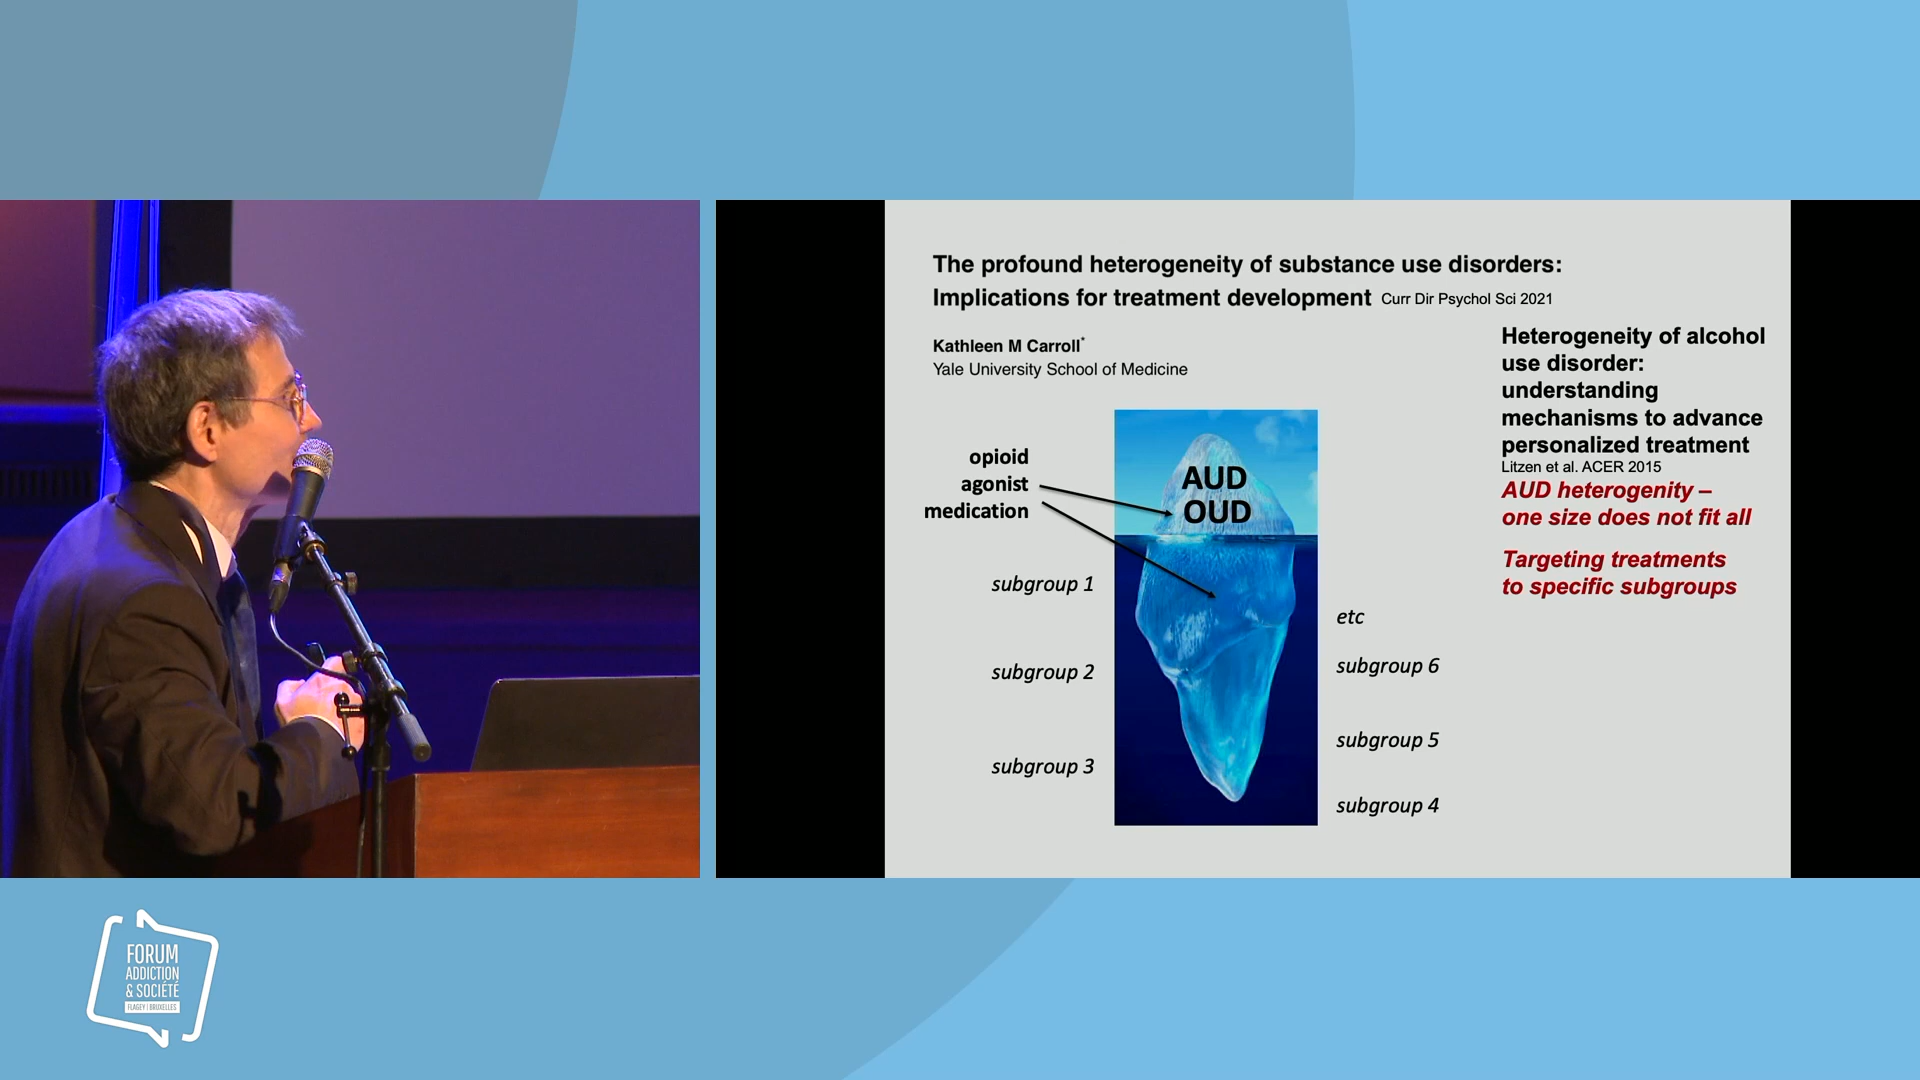 The profound heterogeneity of substance use disorders:
Implications for treatment development Curr Dir Psychol Sci 2021
Kathleen M Carroll*
Yale University School of Medicine
Heterogeneity of alcohol
use disorder:
understanding
mechanisms to advance
personalized treatment
Litzen et al. ACER 2015
AUD heterogenity –
one size does not fit all
Targeting treatments
to specific subgroups
opioid
agonist
medication
AUD
OUD
subgroup 1
subgroup 2
subgroup 3
etc
subgroup 6
subgroup 5
subgroup 4
FORUM
ADDICTION
& SOCIÉTÉ
FLAGEY | BRUXELLES